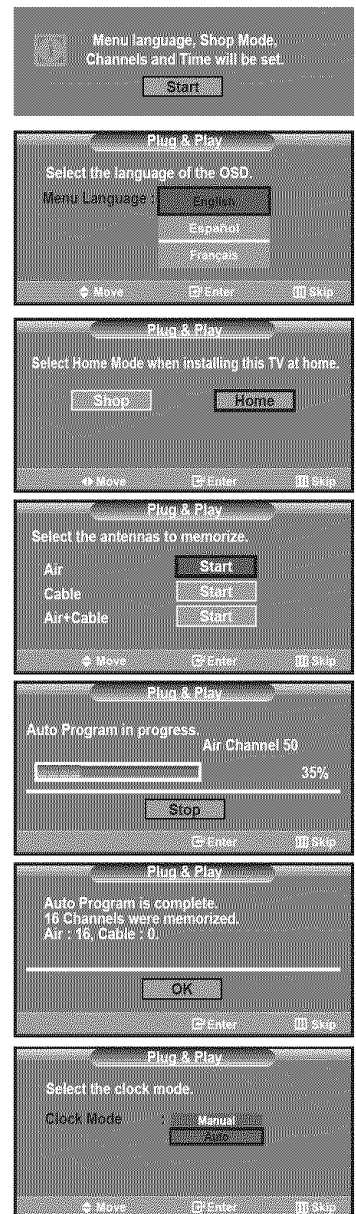 Menu language, Shop Mode,
Channels and Time will be set.
Start
Plug & Play
Select the language of the OSD.
Menu Language : English
Español
Français
Move Enter Skip
Plug & Play
Select Home Mode when installing this TV at home.
Shop Home
Move Enter Skip
Plug & Play
Select the antennas to memorize.
Air Start
Cable Start
Air+Cable Start
Move Enter Skip
Plug & Play
Auto Program in progress.
Air Channel 50
35%
Stop
Enter Skip
Plug & Play
Auto Program is complete.
16 Channels were memorized.
Air : 16, Cable : 0.
OK
Enter Skip
Plug & Play
Select the clock mode.
Clock Mode : Manual
Auto
Move Enter Skip